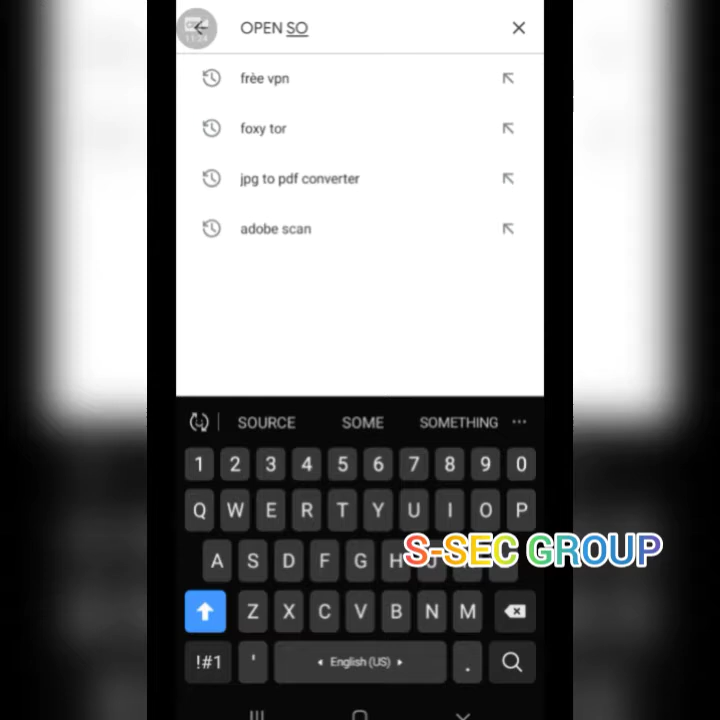 OPEN SO
frèe vpn
foxy tor
jpg to pdf converter
adobe scan
SOURCE SOME SOMETHING
1 2 3 4 5 6 7 8 9 0
Q W E R T Y U I O P
S-SEC GROUP
A S D F G H
Z X C V B N M
!#1 ' English (US) .